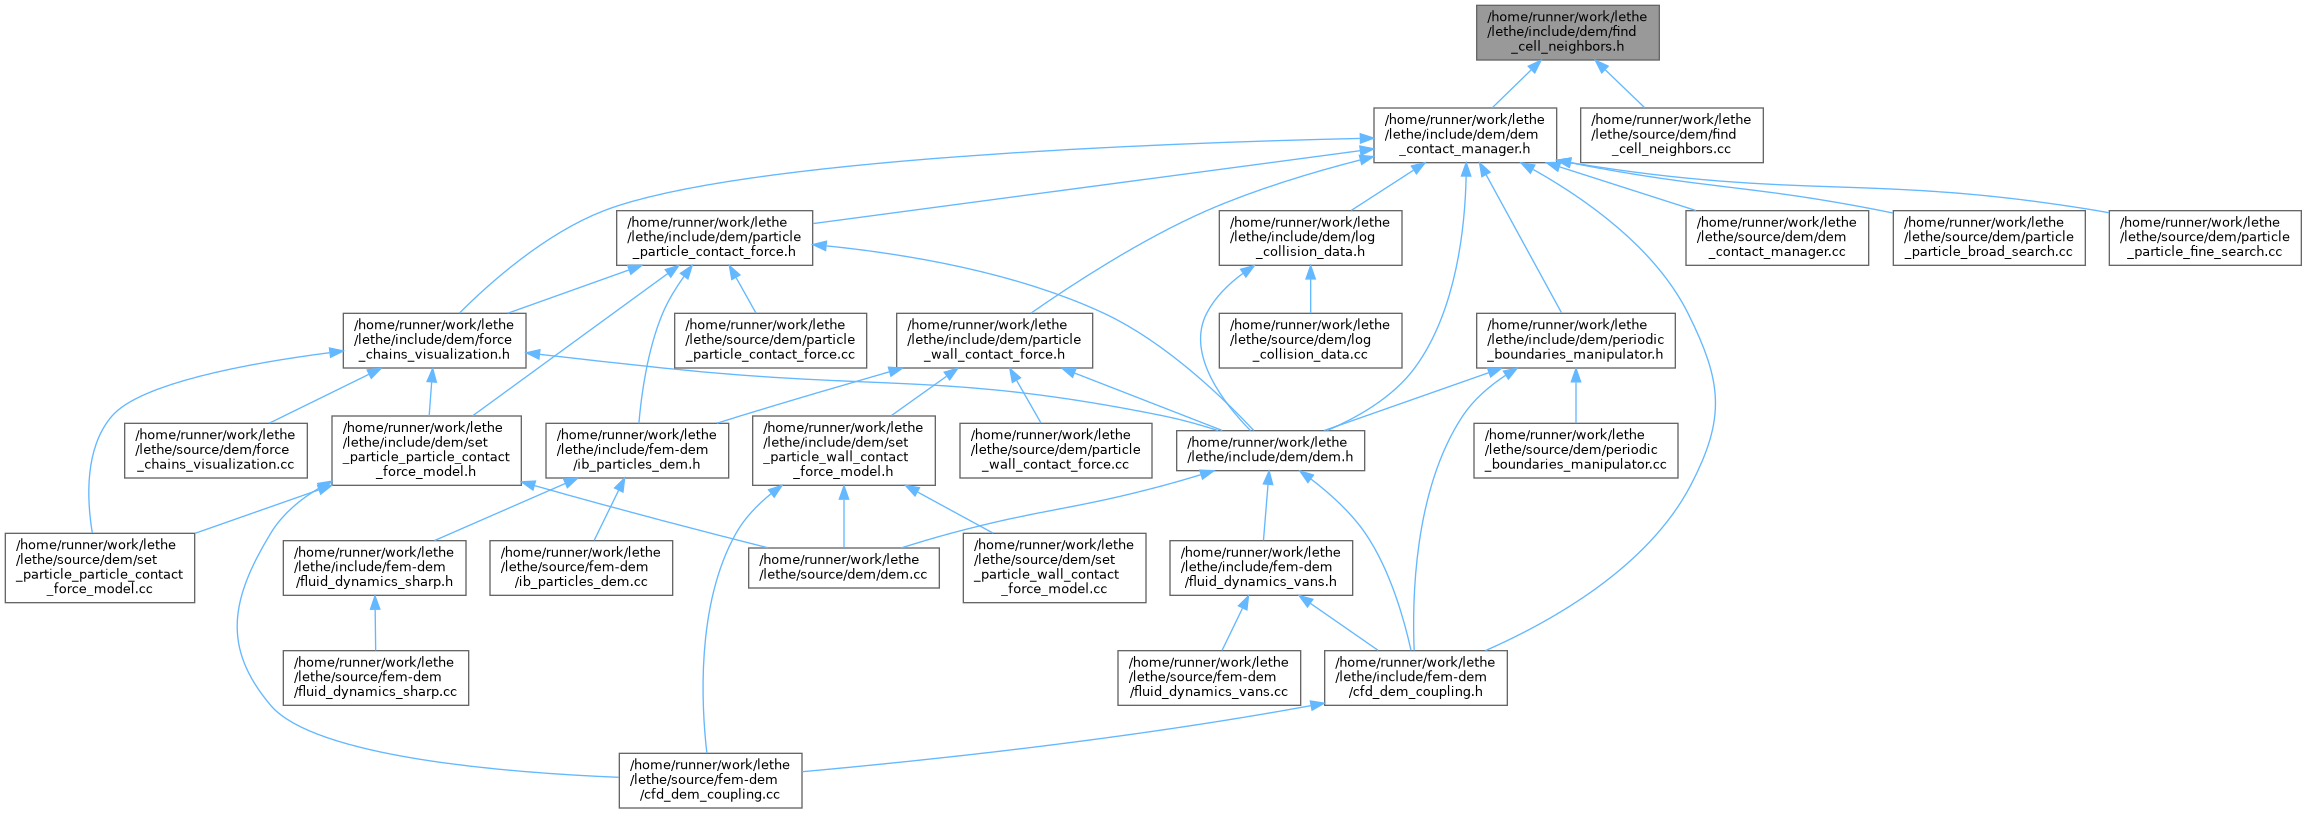 /home/runner/work/lethe
/lethe/include/dem/find
_cell_neighbors.h
/home/runner/work/lethe
/lethe/include/dem/dem
_contact_manager.h
/home/runner/work/lethe
/lethe/source/dem/find
_cell_neighbors.cc
/home/runner/work/lethe
/lethe/include/dem/particle
_particle_contact_force.h
/home/runner/work/lethe
/lethe/include/dem/log
_collision_data.h
/home/runner/work/lethe
/lethe/source/dem/dem
_contact_manager.cc
/home/runner/work/lethe
/lethe/source/dem/particle
_particle_broad_search.cc
/home/runner/work/lethe
/lethe/source/dem/particle
_particle_fine_search.cc
/home/runner/work/lethe
/lethe/include/dem/force
_chains_visualization.h
/home/runner/work/lethe
/lethe/source/dem/particle
_particle_contact_force.cc
/home/runner/work/lethe
/lethe/include/dem/particle
_wall_contact_force.h
/home/runner/work/lethe
/lethe/source/dem/log
_collision_data.cc
/home/runner/work/lethe
/lethe/include/dem/periodic
_boundaries_manipulator.h
/home/runner/work/lethe
/lethe/source/dem/force
_chains_visualization.cc
/home/runner/work/lethe
/lethe/include/dem/set
_particle_particle_contact
_force_model.h
/home/runner/work/lethe
/lethe/include/fem-dem
/ib_particles_dem.h
/home/runner/work/lethe
/lethe/include/dem/set
_particle_wall_contact
_force_model.h
/home/runner/work/lethe
/lethe/source/dem/particle
_wall_contact_force.cc
/home/runner/work/lethe
/lethe/include/dem/dem.h
/home/runner/work/lethe
/lethe/source/dem/periodic
_boundaries_manipulator.cc
/home/runner/work/lethe
/lethe/source/dem/set
_particle_particle_contact
_force_model.cc
/home/runner/work/lethe
/lethe/include/fem-dem
/fluid_dynamics_sharp.h
/home/runner/work/lethe
/lethe/source/fem-dem
/ib_particles_dem.cc
/home/runner/work/lethe
/lethe/source/dem/dem.cc
/home/runner/work/lethe
/lethe/source/dem/set
_particle_wall_contact
_force_model.cc
/home/runner/work/lethe
/lethe/include/fem-dem
/fluid_dynamics_vans.h
/home/runner/work/lethe
/lethe/source/fem-dem
/fluid_dynamics_sharp.cc
/home/runner/work/lethe
/lethe/source/fem-dem
/fluid_dynamics_vans.cc
/home/runner/work/lethe
/lethe/include/fem-dem
/cfd_dem_coupling.h
/home/runner/work/lethe
/lethe/source/fem-dem
/cfd_dem_coupling.cc